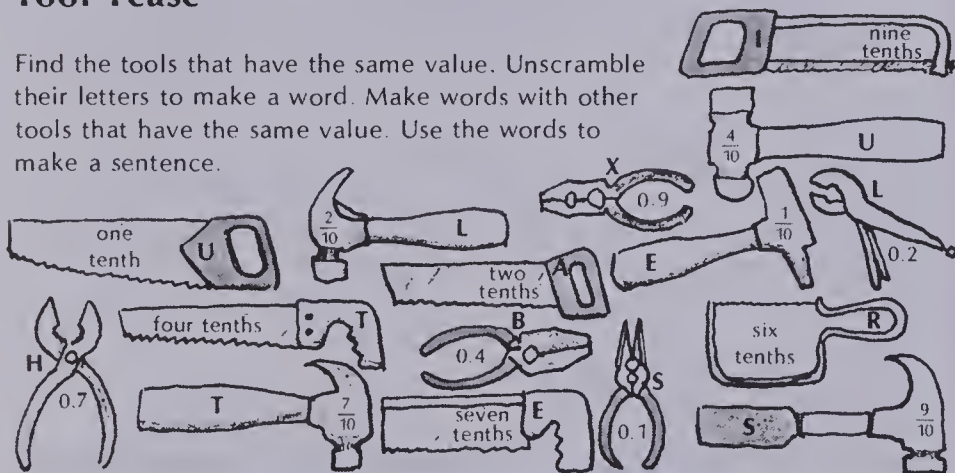 Find the tools that have the same value. Unscramble
their letters to make a word. Make words with other
tools that have the same value. Use the words to
make a sentence.
I
nine
tenths
4/10
U
X
0.9
L
0.2
one
tenth
U
2/10
L
two
tenths
A
E
1/10
four tenths
T
B
0.4
S
0.1
six
tenths
R
H
0.7
T
7/10
seven
tenths
E
S
9/10